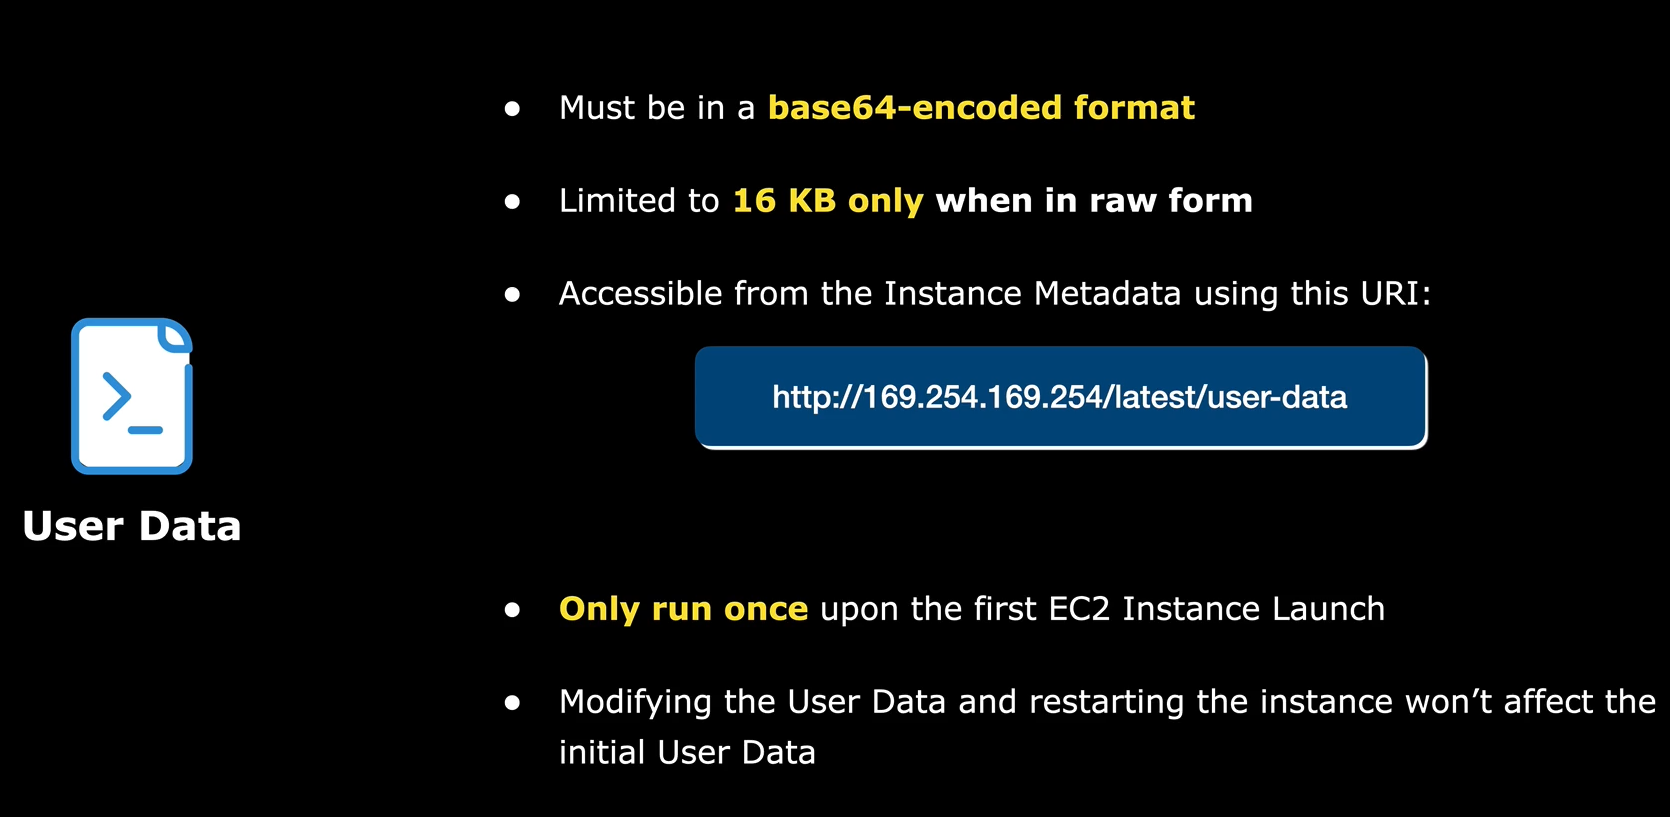 ● Must be in a base64-encoded format
● Limited to 16 KB only when in raw form
● Accessible from the Instance Metadata using this URI:
http://169.254.169.254/latest/user-data
User Data
● Only run once upon the first EC2 Instance Launch
● Modifying the User Data and restarting the instance won’t affect the
initial User Data